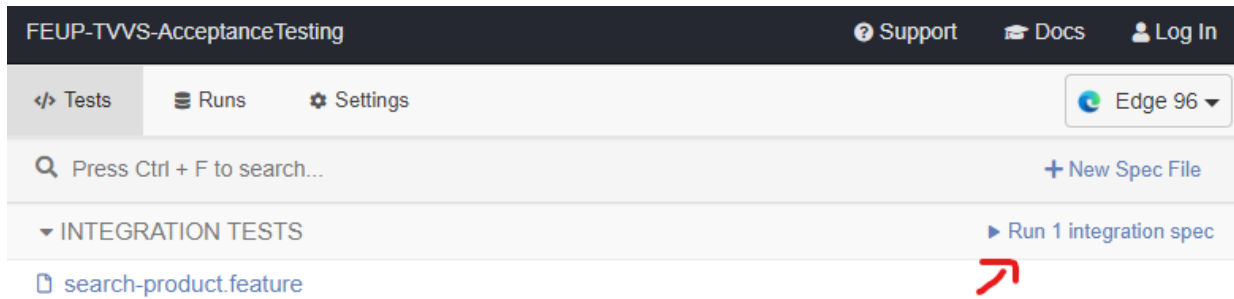 FEUP-TVVS-AcceptanceTesting Support Docs Log In
Tests Runs Settings Edge 96
Press Ctrl + F to search... New Spec File
INTEGRATION TESTS Run 1 integration spec
search-product.feature